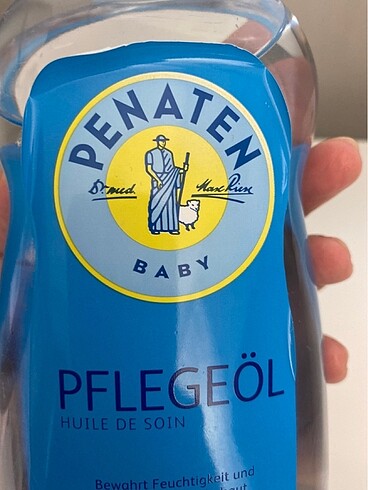 PENATEN
Dr. med. Max Riese
BABY
PFLEGEÖL
HUILE DE SOIN
Bewahrt Feuchtigkeit und